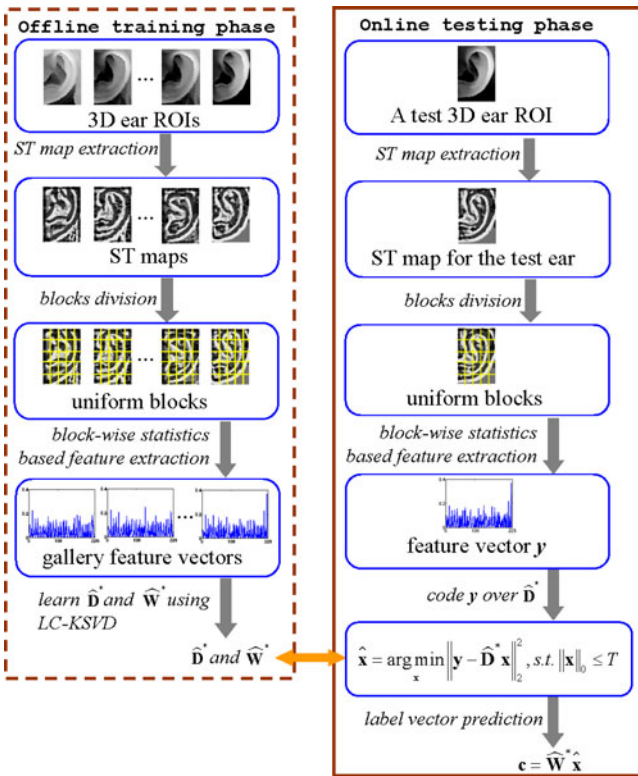 Offline training phase
3D ear ROIs
ST map extraction
...
ST maps
blocks division
...
uniform blocks
block-wise statistics
based feature extraction
...
gallery feature vectors
learn D̂* and Ŵ* using
LC-KSVD
D̂* and Ŵ*
Online testing phase
A test 3D ear ROI
ST map extraction
ST map for the test ear
blocks division
uniform blocks
block-wise statistics
based feature extraction
feature vector y
code y over D̂*
x̂ = arg min_x ‖y − D̂* x‖₂², s.t. ‖x‖₀ ≤ T
label vector prediction
c = Ŵ* x̂